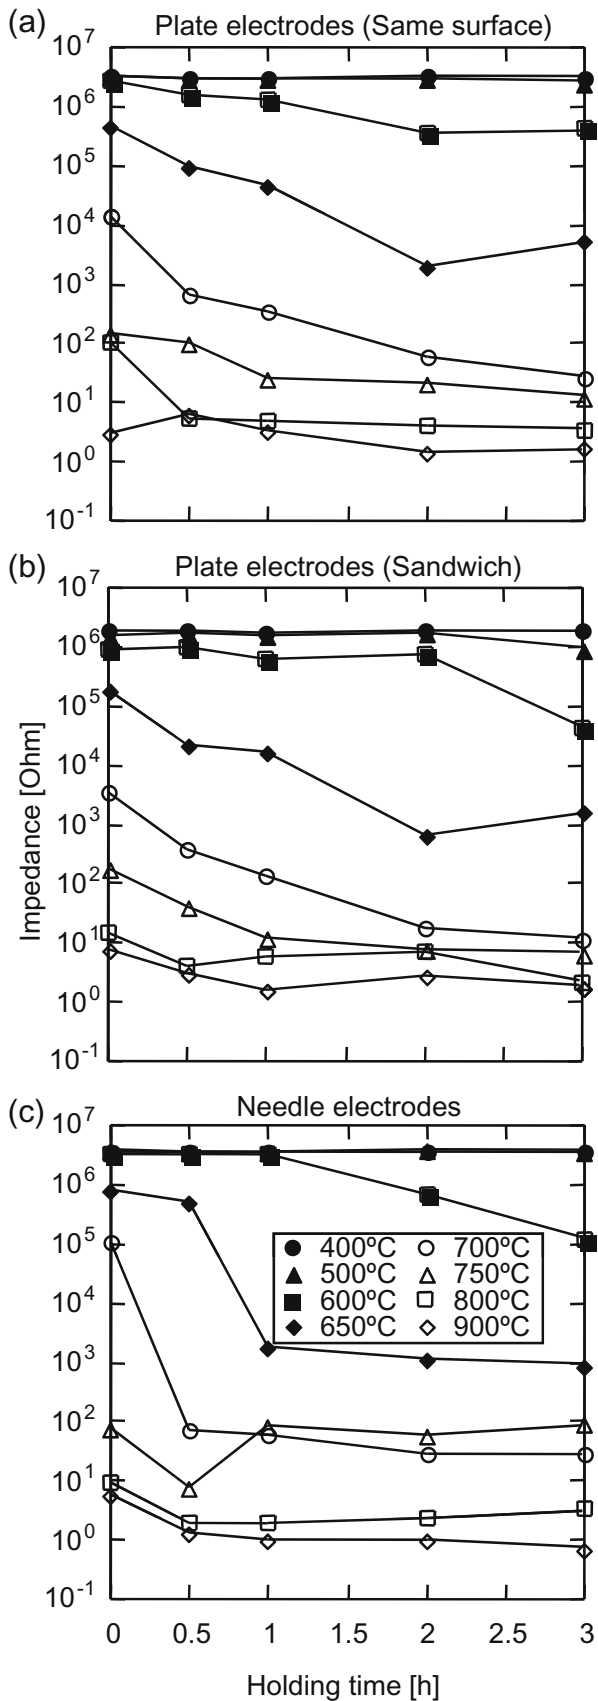 (a) Plate electrodes (Same surface)
10^7
10^6
10^5
10^4
10^3
10^2
10^1
10^0
10^-1
(b) Plate electrodes (Sandwich)
10^7
10^6
10^5
10^4
10^3
10^2
10^1
10^0
10^-1
Impedance [Ohm]
(c) Needle electrodes
10^7
10^6
10^5
10^4
10^3
10^2
10^1
10^0
10^-1
400ºC 700ºC
500ºC 750ºC
600ºC 800ºC
650ºC 900ºC
0 0.5 1 1.5 2 2.5 3
Holding time [h]